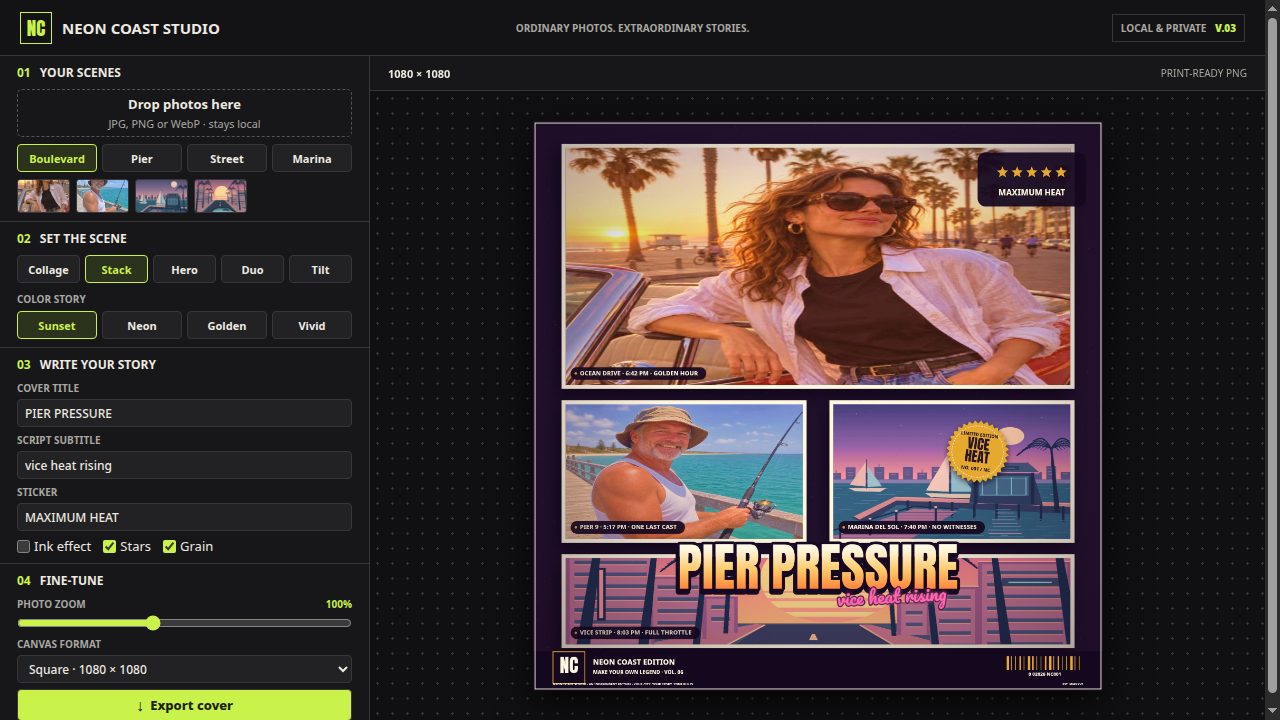 NC NEON COAST STUDIO
ORDINARY PHOTOS. EXTRAORDINARY STORIES.
LOCAL & PRIVATE V.03
01 YOUR SCENES
Drop photos here
JPG, PNG or WebP · stays local
Boulevard Pier Street Marina
02 SET THE SCENE
Collage Stack Hero Duo Tilt
COLOR STORY
Sunset Neon Golden Vivid
03 WRITE YOUR STORY
COVER TITLE
PIER PRESSURE
SCRIPT SUBTITLE
vice heat rising
STICKER
MAXIMUM HEAT
Ink effect Stars Grain
04 FINE-TUNE
PHOTO ZOOM 100%
CANVAS FORMAT
Square · 1080 × 1080
↓ Export cover
1080 × 1080
PRINT-READY PNG
★★★★★
MAXIMUM HEAT
OCEAN DRIVE · 6:42 PM · GOLDEN HOUR
LIMITED EDITION
VICE
HEAT
PIER 9 · 5:17 PM · ONE LAST CAST
MARINA DEL SOL · 7:40 PM · NO WITNESSES
PIER PRESSURE
vice heat rising
VICE STRIP · 8:03 PM · FULL THROTTLE
NC
NEON COAST EDITION
MAKE YOUR OWN LEGEND · VOL. 06
0 02026 NC001